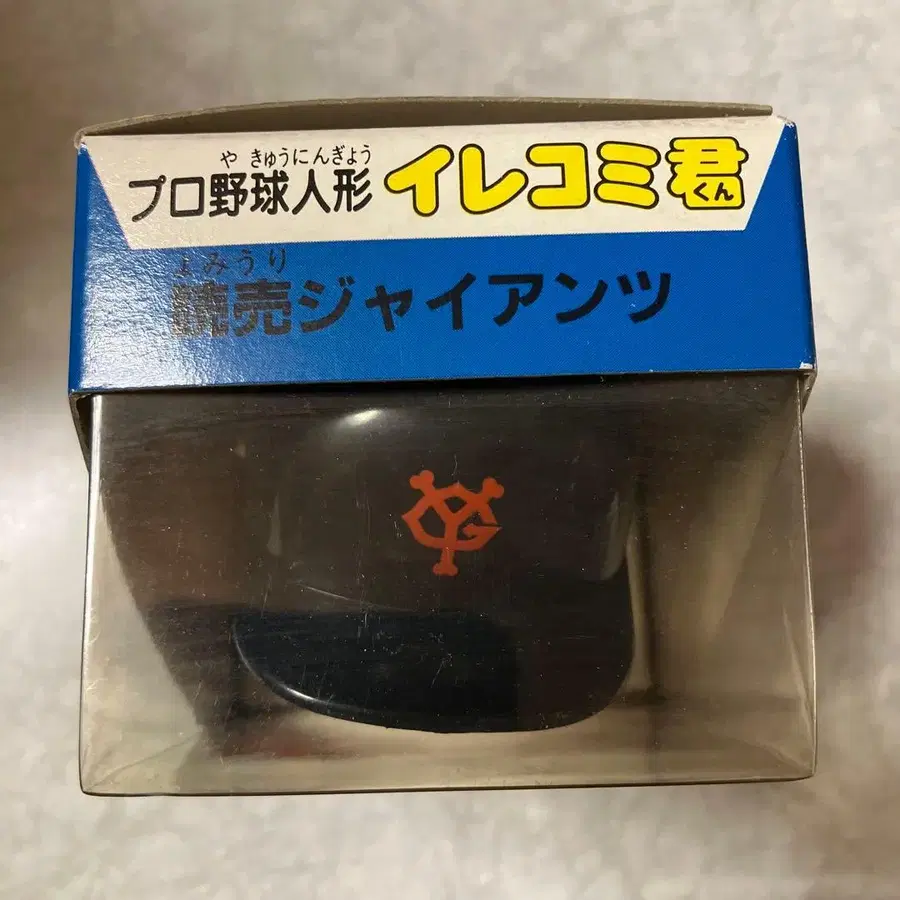 や きゅうにんぎょう
プロ野球人形 イレコミ君
くん
よみうり
読売ジャイアンツ
YG